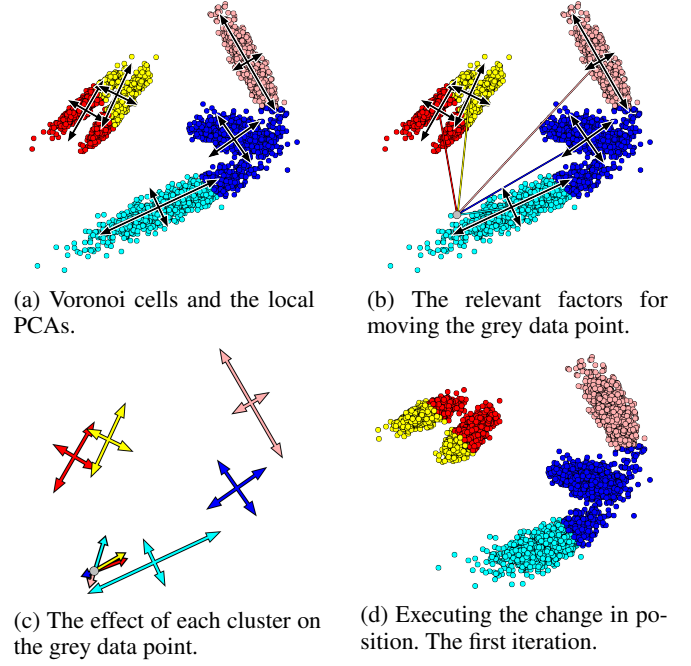 (a) Voronoi cells and the local
PCAs.
(b) The relevant factors for
moving the grey data point.
(c) The effect of each cluster on
the grey data point.
(d) Executing the change in po-
sition. The first iteration.